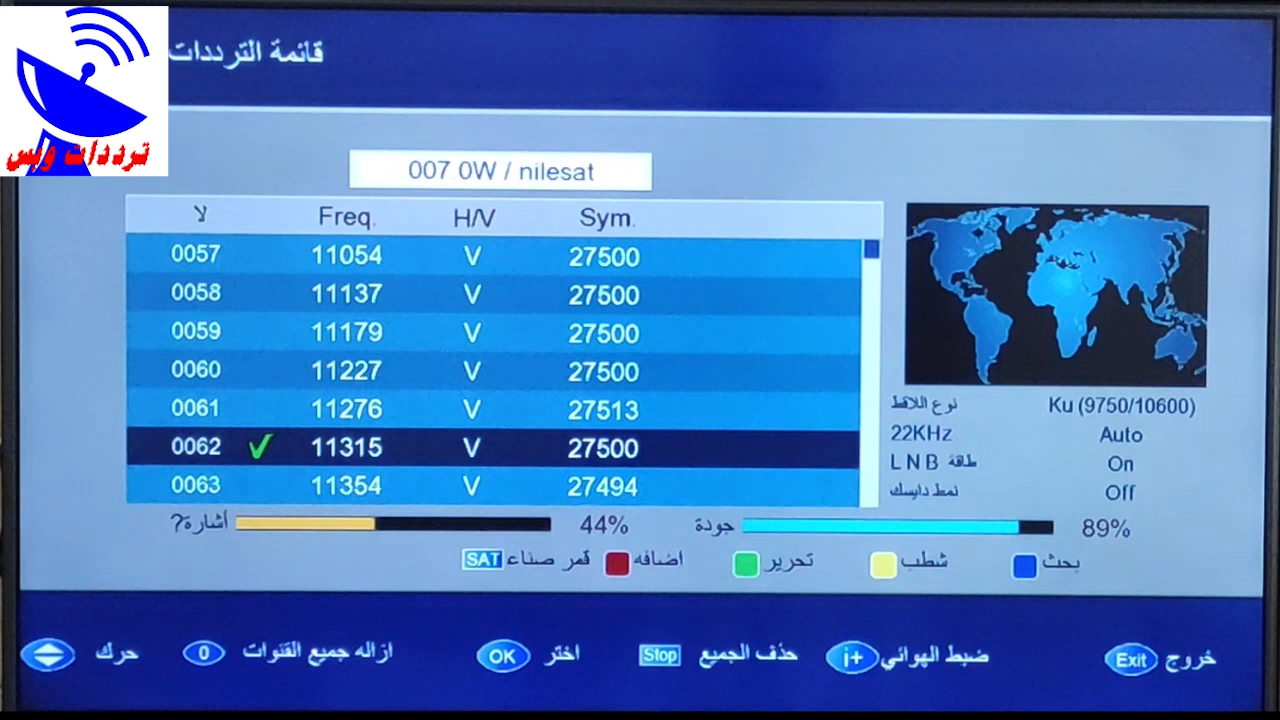 قائمة الترددات
ترددات ويس
007.0W / nilesat
لا Freq. H/V Sym.
0057 11054 V 27500
0058 11137 V 27500
0059 11179 V 27500
0060 11227 V 27500
0061 11276 V 27513
0062 11315 V 27500
0063 11354 V 27494
نوع اللاقط Ku (9750/10600)
22KHz Auto
طاقة LNB On
نمط دايسك Off
أشارة? 44% جودة 89%
SAT قمر صناء اضافه تحرير شطب بحث
حرك 0 ازاله جميع القنوات OK اختر Stop حذف الجميع i+ ضبط الهوائي Exit خروج